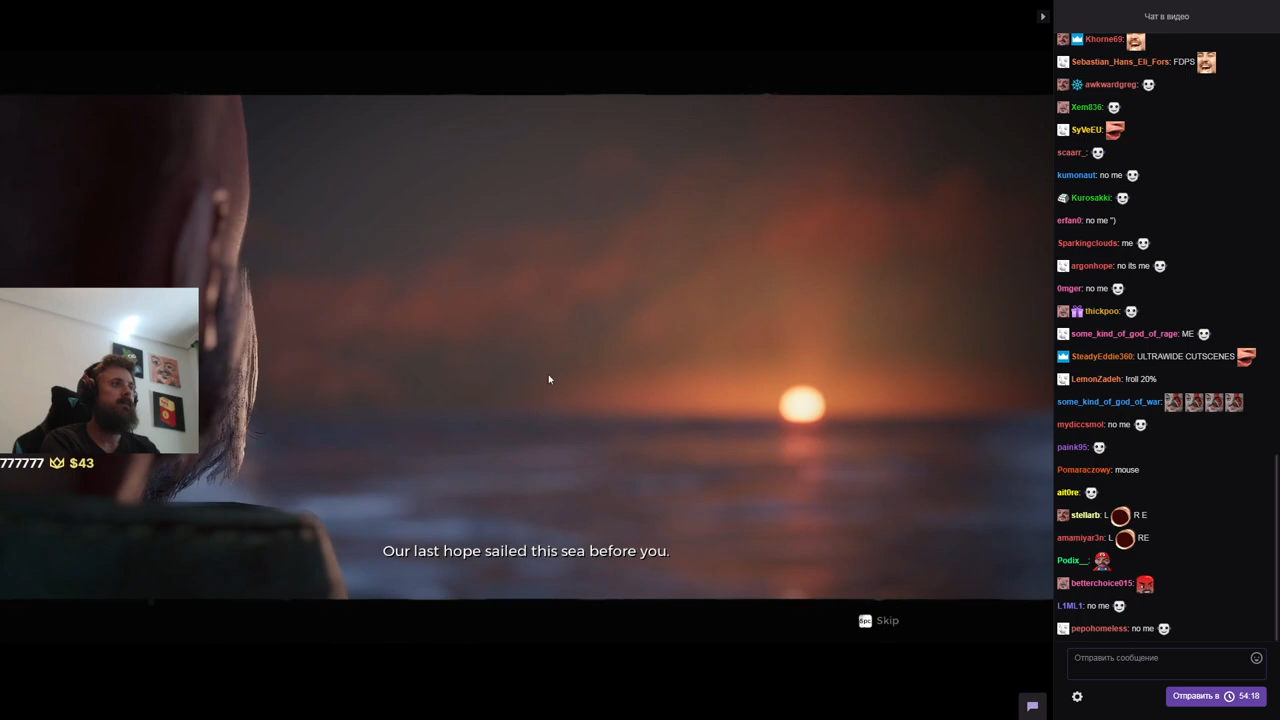 Our last hope sailed this sea before you.
Skip
777777 $43
Чат в видео
Khorne69:
Sebastian_Hans_Eli_Fors: FDPS
awkwardgreg:
Xem836:
SyVeEU:
scaarr_:
kumonaut: no me
Kurosakki:
erfan0: no me ")
Sparkingclouds: me
argonhope: no its me
0mger: no me
thickpoo:
some_kind_of_god_of_rage: ME
SteadyEddie360: ULTRAWIDE CUTSCENES
LemonZadeh: !roll 20%
some_kind_of_god_of_war:
mydiccsmol: no me
paink95:
Pomaraczowy: mouse
ait0re:
stellarb: L R E
amamiyar3n: L RE
Podix__:
betterchoice015:
L1ML1: no me
pepohomeless: no me
Отправить сообщение
Отправить в 54:18